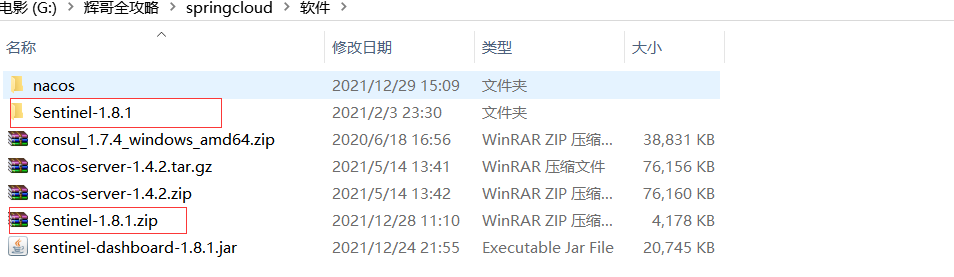 电影 (G:) > 辉哥全攻略 > springcloud > 软件 >
名称 修改日期 类型 大小
nacos 2021/12/29 15:09 文件夹
Sentinel-1.8.1 2021/2/3 23:30 文件夹
consul_1.7.4_windows_amd64.zip 2020/6/18 16:56 WinRAR ZIP 压缩... 38,831 KB
nacos-server-1.4.2.tar.gz 2021/5/14 13:41 WinRAR 压缩文件 76,156 KB
nacos-server-1.4.2.zip 2021/5/14 13:42 WinRAR ZIP 压缩... 76,160 KB
Sentinel-1.8.1.zip 2021/12/28 11:10 WinRAR ZIP 压缩... 4,178 KB
sentinel-dashboard-1.8.1.jar 2021/12/24 21:55 Executable Jar File 20,745 KB